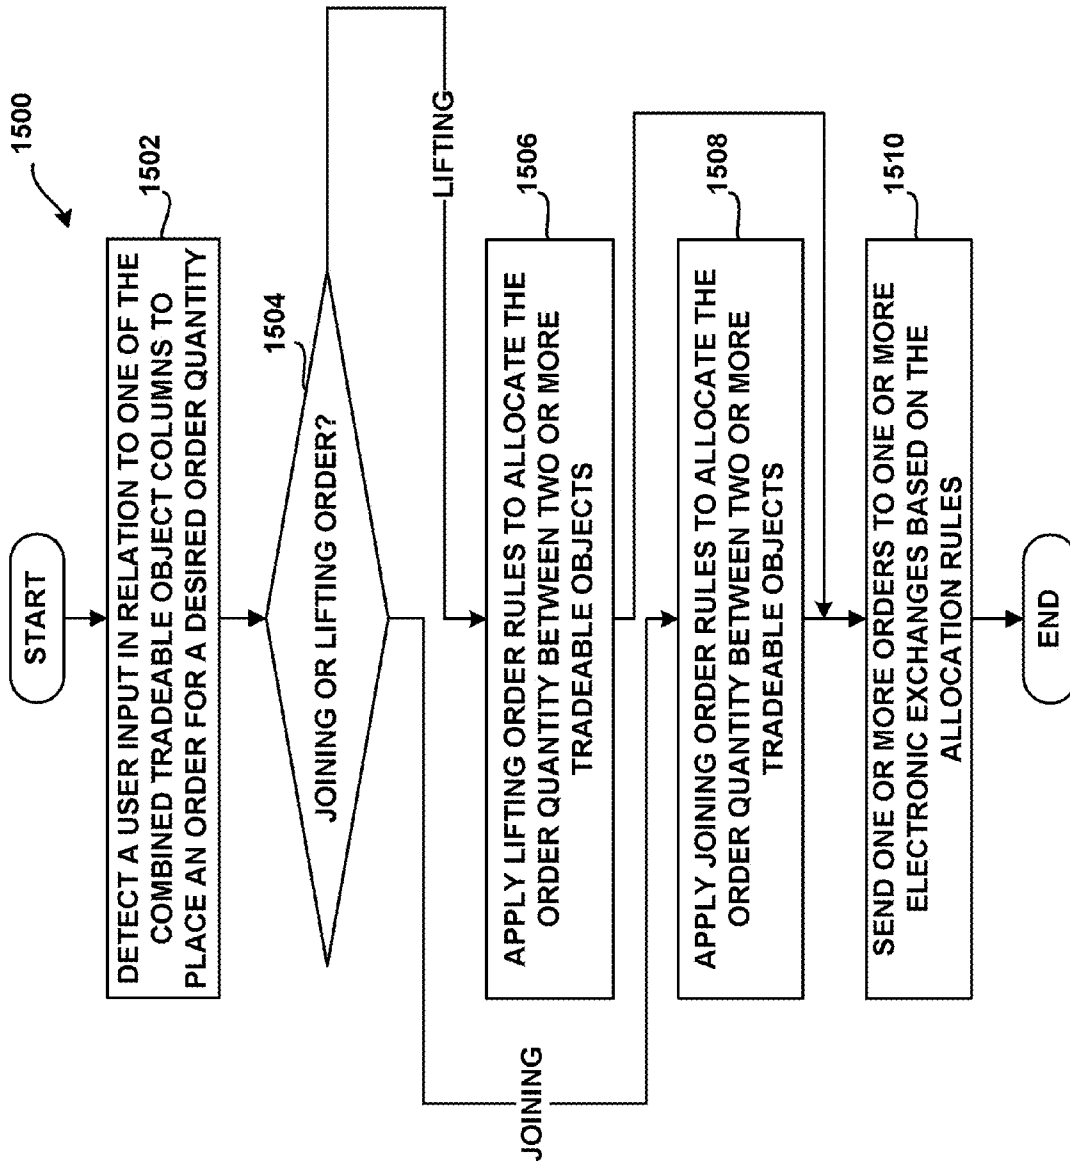 1500
START
DETECT A USER INPUT IN RELATION TO ONE OF THE
COMBINED TRADEABLE OBJECT COLUMNS TO
PLACE AN ORDER FOR A DESIRED ORDER QUANTITY
1502
JOINING OR LIFTING ORDER?
1504
LIFTING
JOINING
APPLY LIFTING ORDER RULES TO ALLOCATE THE
ORDER QUANTITY BETWEEN TWO OR MORE
TRADEABLE OBJECTS
1506
APPLY JOINING ORDER RULES TO ALLOCATE THE
ORDER QUANTITY BETWEEN TWO OR MORE
TRADEABLE OBJECTS
1508
SEND ONE OR MORE ORDERS TO ONE OR MORE
ELECTRONIC EXCHANGES BASED ON THE
ALLOCATION RULES
1510
END